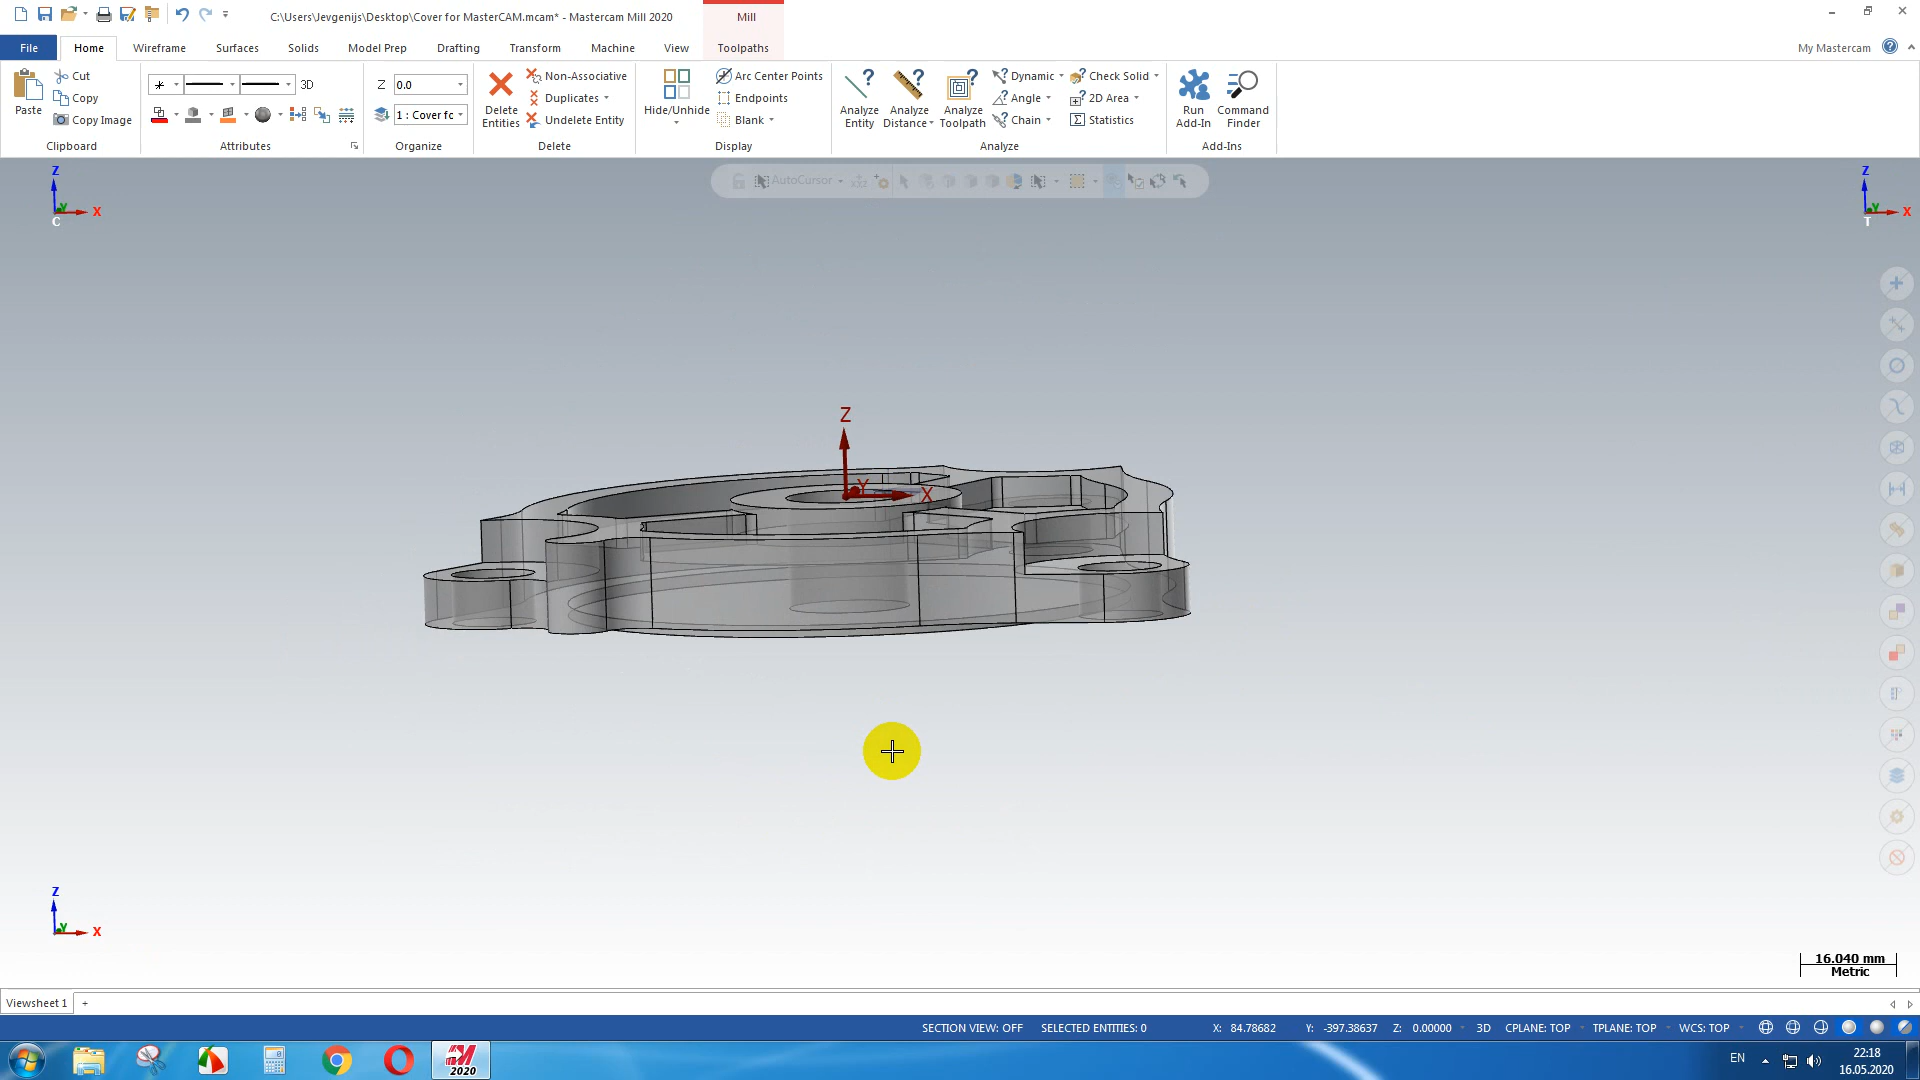 C:\Users\Jevgenijs\Desktop\Cover for MasterCAM.mcam* - Mastercam Mill 2020
Mill
File
Home
Wireframe
Surfaces
Solids
Model Prep
Drafting
Transform
Machine
View
Toolpaths
My Mastercam
Paste
Cut
Copy
Copy Image
Clipboard
3D
Attributes
Z 0.0
1 : Cover fc
Organize
Delete Entities
Non-Associative
Duplicates
Undelete Entity
Delete
Hide/Unhide
Arc Center Points
Endpoints
Blank
Display
Analyze Entity
Analyze Distance
Analyze Toolpath
Dynamic
Angle
Chain
Check Solid
2D Area
Statistics
Analyze
Run Add-In
Command Finder
Add-Ins
AutoCursor
Z
Y
X
C
Z
Y
X
T
Z
Y
X
Z
Y
X
16.040 mm
Metric
Viewsheet 1 +
SECTION VIEW: OFF SELECTED ENTITIES: 0 X: 84.78682 Y: -397.38637 Z: 0.00000 3D CPLANE: TOP TPLANE: TOP WCS: TOP
2020
EN
22:18
16.05.2020